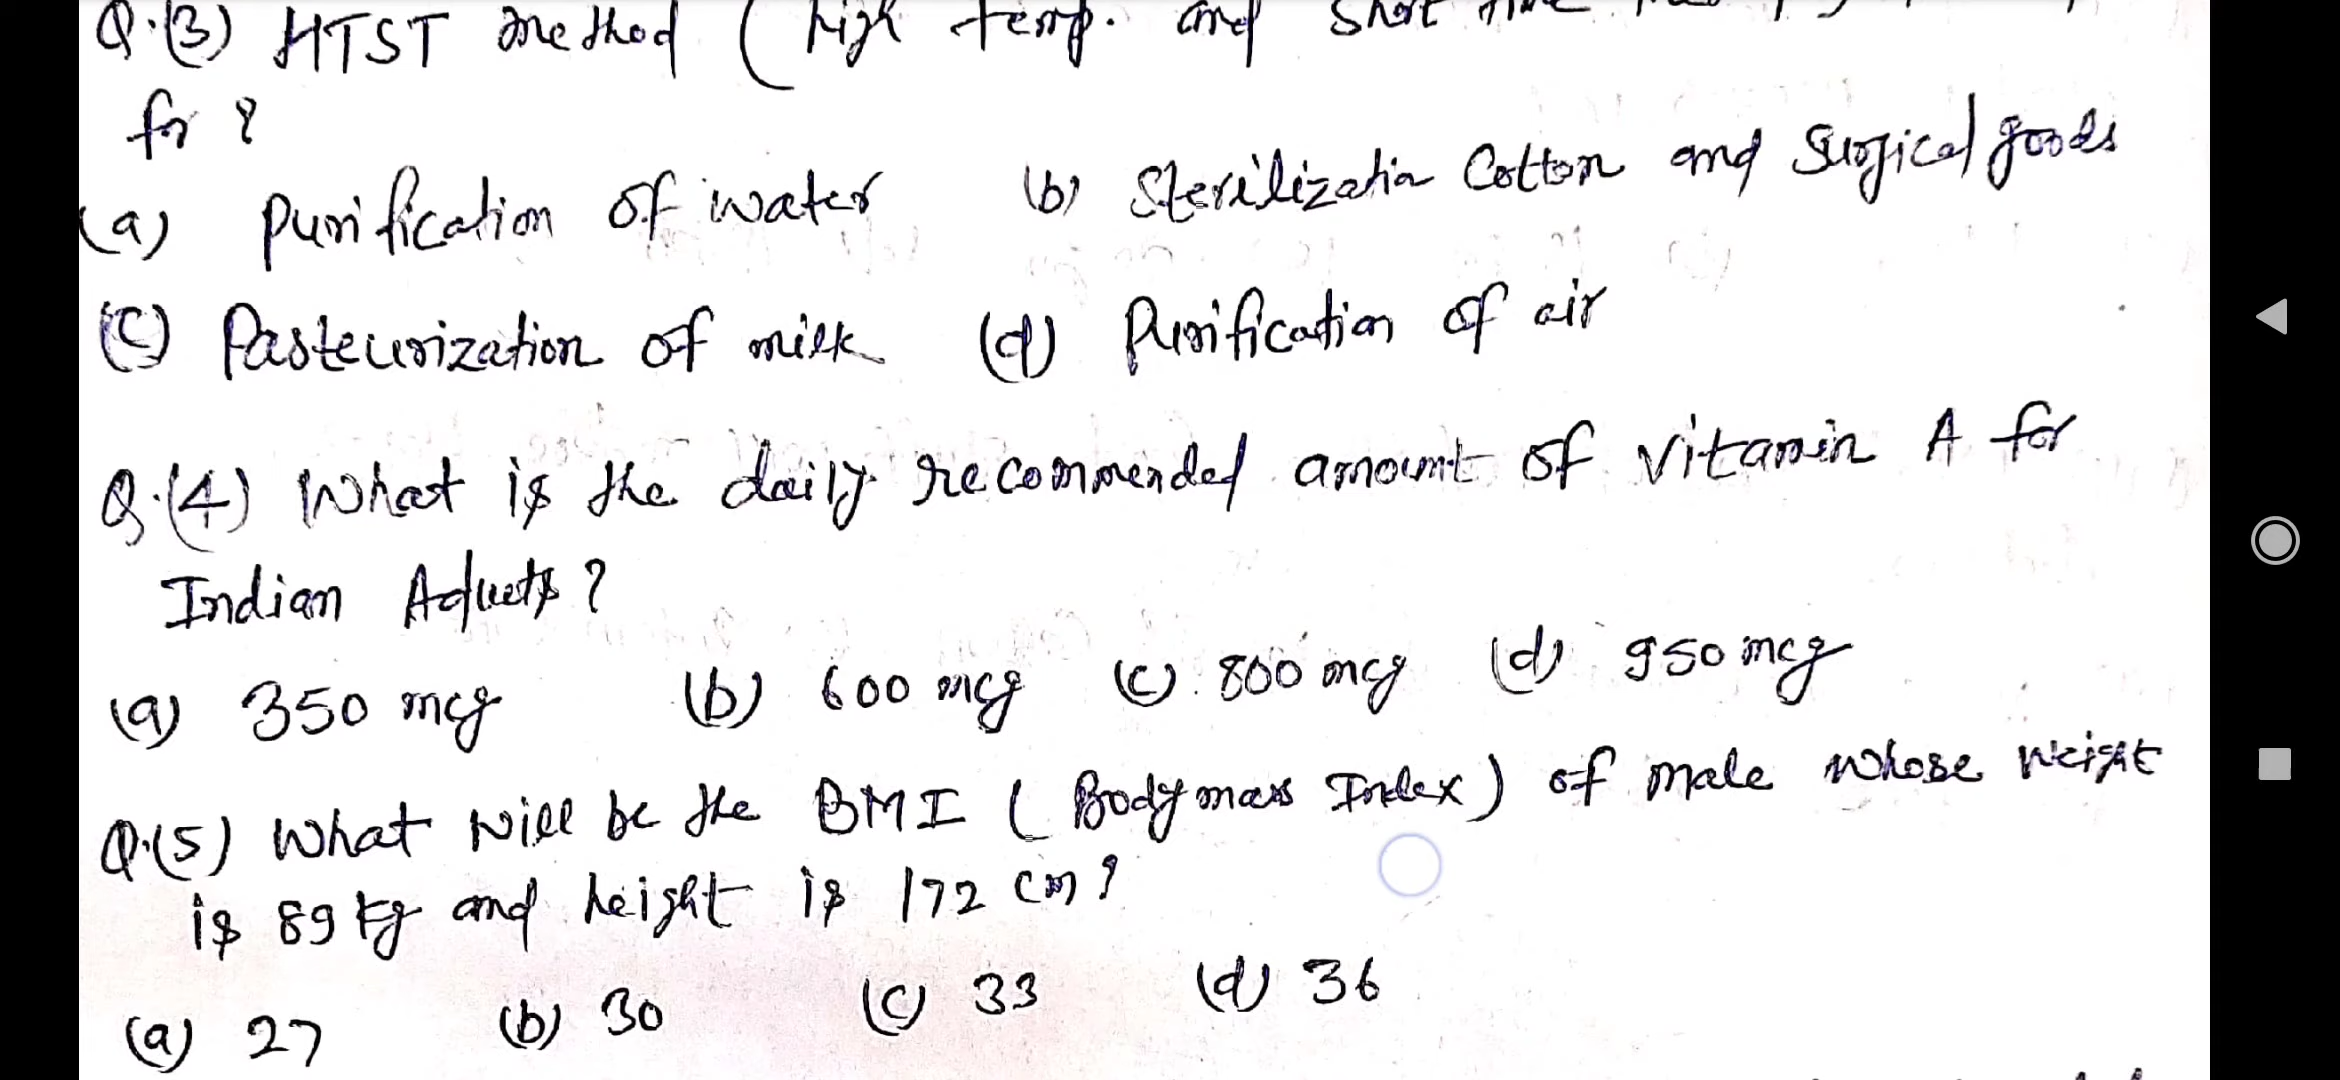 Q.(3) HTST method ( high temp. and short time
for ?
(a) Purification of water (b) Sterilization Cotton and Surgical goods
(c) Pasteurization of milk (d) Purification of air
Q.(4) What is the daily recommended amount of vitamin A for
Indian Adults ?
(a) 350 mcg (b) 600 mcg (c) 800 mcg (d) 950 mcg
Q.(5) What will be the BMI ( Body mass Index ) of male whose weight
is 89 kg and height is 172 cm ?
(a) 27 (b) 30 (c) 33 (d) 36